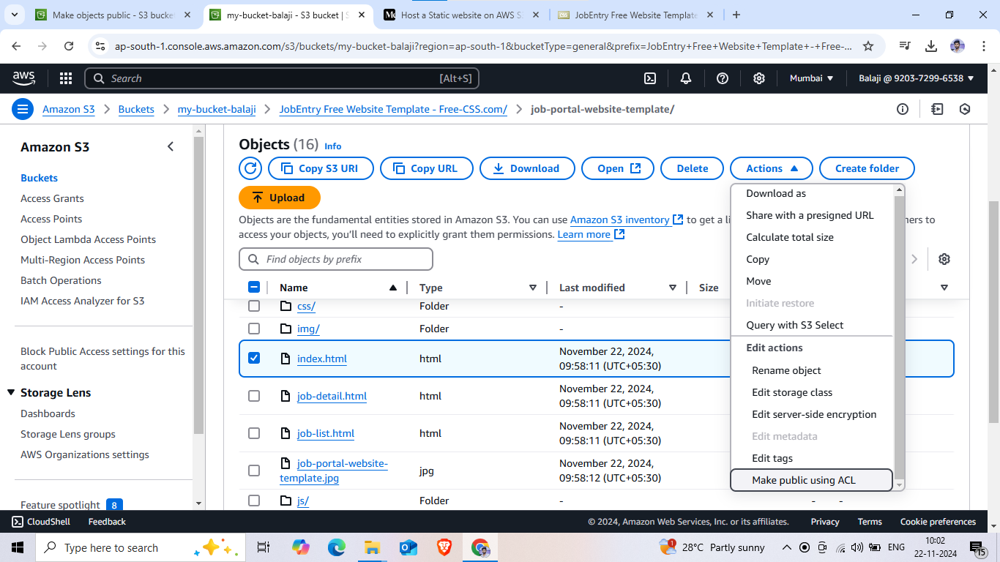 Make objects public - S3 bucke
my-bucket-balaji - S3 bucket | S
Host a Static website on AWS S
JobEntry Free Website Template
ap-south-1.console.aws.amazon.com/s3/buckets/my-bucket-balaji?region=ap-south-1&bucketType=general&prefix=JobEntry+Free+Website+Template+-+Free-...
aws
Search
[Alt+S]
Mumbai
Balaji @ 9203-7299-6538
Amazon S3
Buckets
my-bucket-balaji
JobEntry Free Website Template - Free-CSS.com/
job-portal-website-template/
Amazon S3
Buckets
Access Grants
Access Points
Object Lambda Access Points
Multi-Region Access Points
Batch Operations
IAM Access Analyzer for S3
Block Public Access settings for this
account
Storage Lens
Dashboards
Storage Lens groups
AWS Organizations settings
Feature spotlight 8
Objects (16) Info
Copy S3 URI
Copy URL
Download
Open
Delete
Actions
Create folder
Upload
Objects are the fundamental entities stored in Amazon S3. You can use Amazon S3 inventory to get a li
ners to
access your objects, you'll need to explicitly grant them permissions. Learn more
Find objects by prefix
Name
Type
Last modified
Size
css/
Folder
-
img/
Folder
-
index.html
html
November 22, 2024,
09:58:11 (UTC+05:30)
job-detail.html
html
November 22, 2024,
09:58:11 (UTC+05:30)
job-list.html
html
November 22, 2024,
09:58:11 (UTC+05:30)
job-portal-website-
template.jpg
jpg
November 22, 2024,
09:58:12 (UTC+05:30)
js/
Folder
-
-
-
Download as
Share with a presigned URL
Calculate total size
Copy
Move
Initiate restore
Query with S3 Select
Edit actions
Rename object
Edit storage class
Edit server-side encryption
Edit metadata
Edit tags
Make public using ACL
CloudShell
Feedback
© 2024, Amazon Web Services, Inc. or its affiliates.
Privacy
Terms
Cookie preferences
Type here to search
1
28°C Partly sunny
ENG
10:02
22-11-2024
15